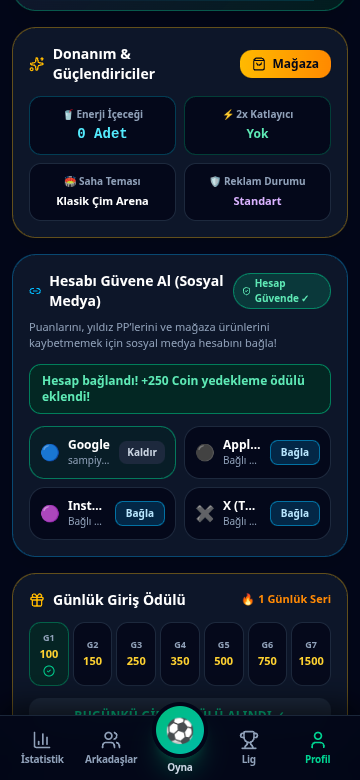 Donanım &
Güçlendiriciler
Mağaza
Enerji İçeceği
0 Adet
2x Katlayıcı
Yok
Saha Teması
Klasik Çim Arena
Reklam Durumu
Standart
Hesabı Güvene Al (Sosyal
Medya)
Hesap
Güvende ✓
Puanlarını, yıldız PP'lerini ve mağaza ürünlerini
kaybetmemek için sosyal medya hesabını bağla!
Hesap bağlandı! +250 Coin yedekleme ödülü
eklendi!
Google
sampiy...
Kaldır
Appl...
Bağlı ...
Bağla
Inst...
Bağlı ...
Bağla
X (T...
Bağlı ...
Bağla
Günlük Giriş Ödülü
1 Günlük Seri
G1
100
G2
150
G3
250
G4
350
G5
500
G6
750
G7
1500
İstatistik
Arkadaşlar
Oyna
Lig
Profil